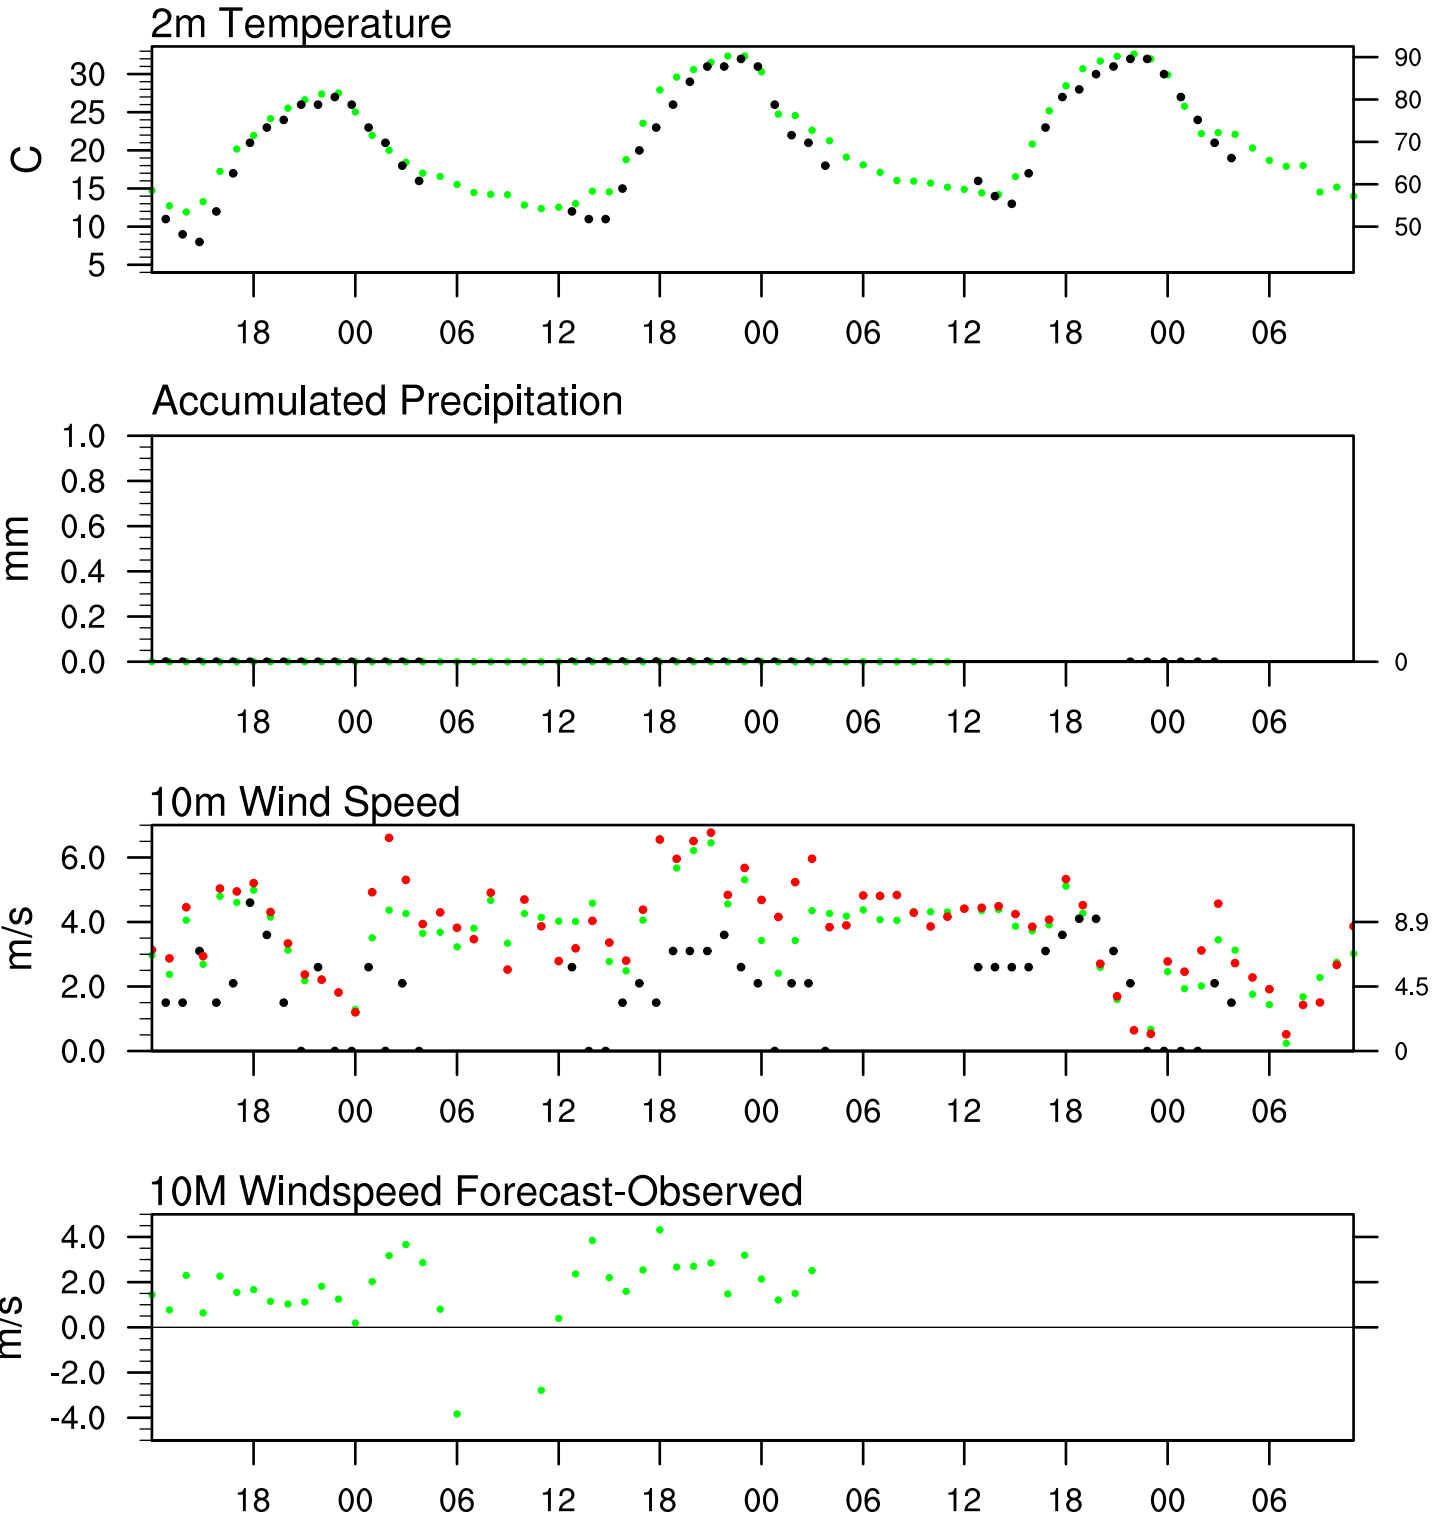 2m Temperature
30
25
20
15
10
5
C
90
80
70
60
50
18 00 06 12 18 00 06 12 18 00 06
Accumulated Precipitation
1.0
0.8
0.6
0.4
0.2
0.0
mm
0
18 00 06 12 18 00 06 12 18 00 06
10m Wind Speed
6.0
4.0
2.0
0.0
m/s
8.9
4.5
0
18 00 06 12 18 00 06 12 18 00 06
10M Windspeed Forecast-Observed
4.0
2.0
0.0
-2.0
-4.0
m/s
18 00 06 12 18 00 06 12 18 00 06